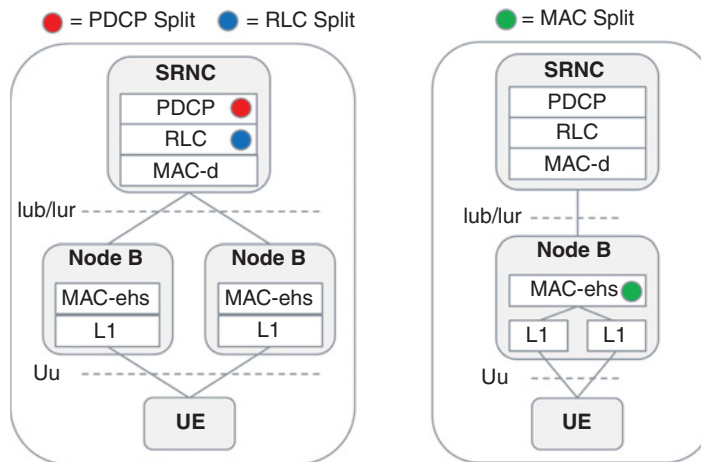 = PDCP Split = RLC Split
SRNC
PDCP
RLC
MAC-d
Iub/Iur
Node B Node B
MAC-ehs MAC-ehs
L1 L1
Uu
UE
= MAC Split
SRNC
PDCP
RLC
MAC-d
Iub/Iur
Node B
MAC-ehs
L1 L1
Uu
UE